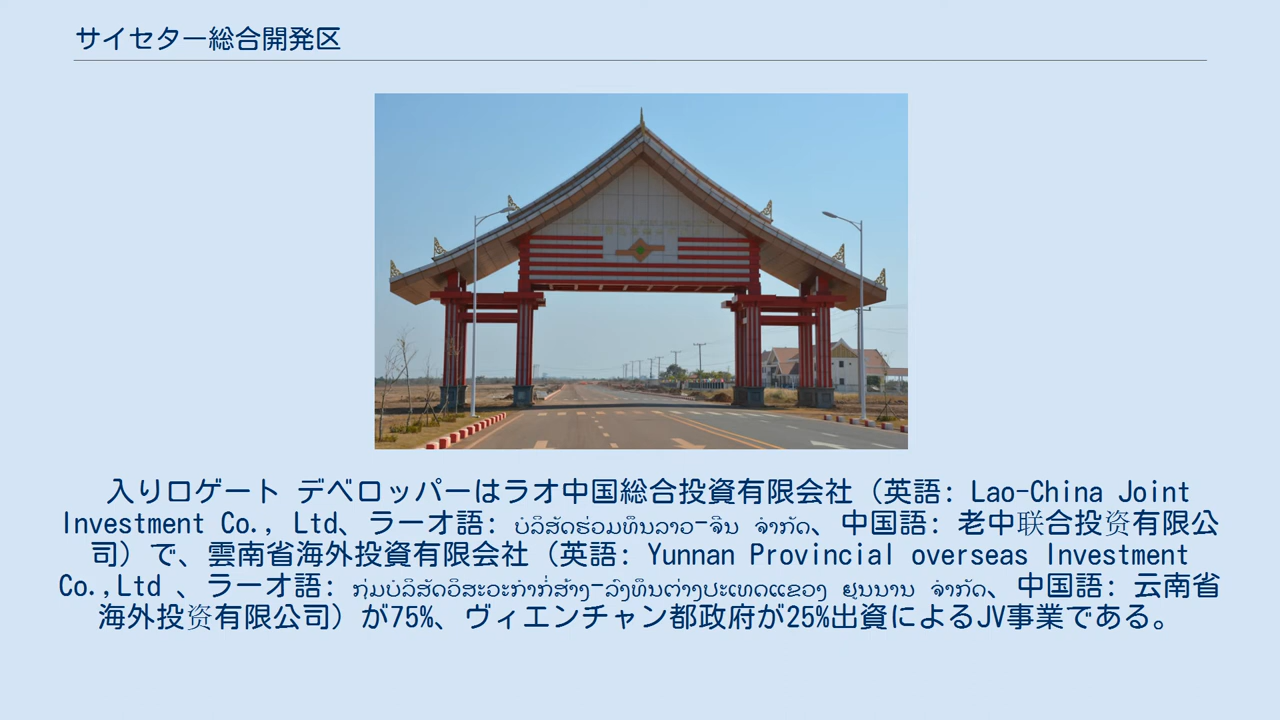 サイセター総合開発区
入り口ゲート デベロッパーはラオ中国総合投資有限会社（英語: Lao-China Joint
Investment Co., Ltd、ラーオ語: ບໍລິສັດຮ່ວມທຶນລາວ-ຈີນ ຈຳກັດ、中国語: 老中联合投资有限公
司）で、雲南省海外投資有限会社（英語: Yunnan Provincial overseas Investment
Co.,Ltd 、ラーオ語: ກຸ່ມບໍລິສັດວິສະວະກຳກໍ່ສ້າງ-ລົງທຶນຕ່າງປະເທດແຂວງ ຢຸນນານ ຈຳກັດ、中国語: 云南省
海外投资有限公司）が75%、ヴィエンチャン都政府が25%出資によるJV事業である。